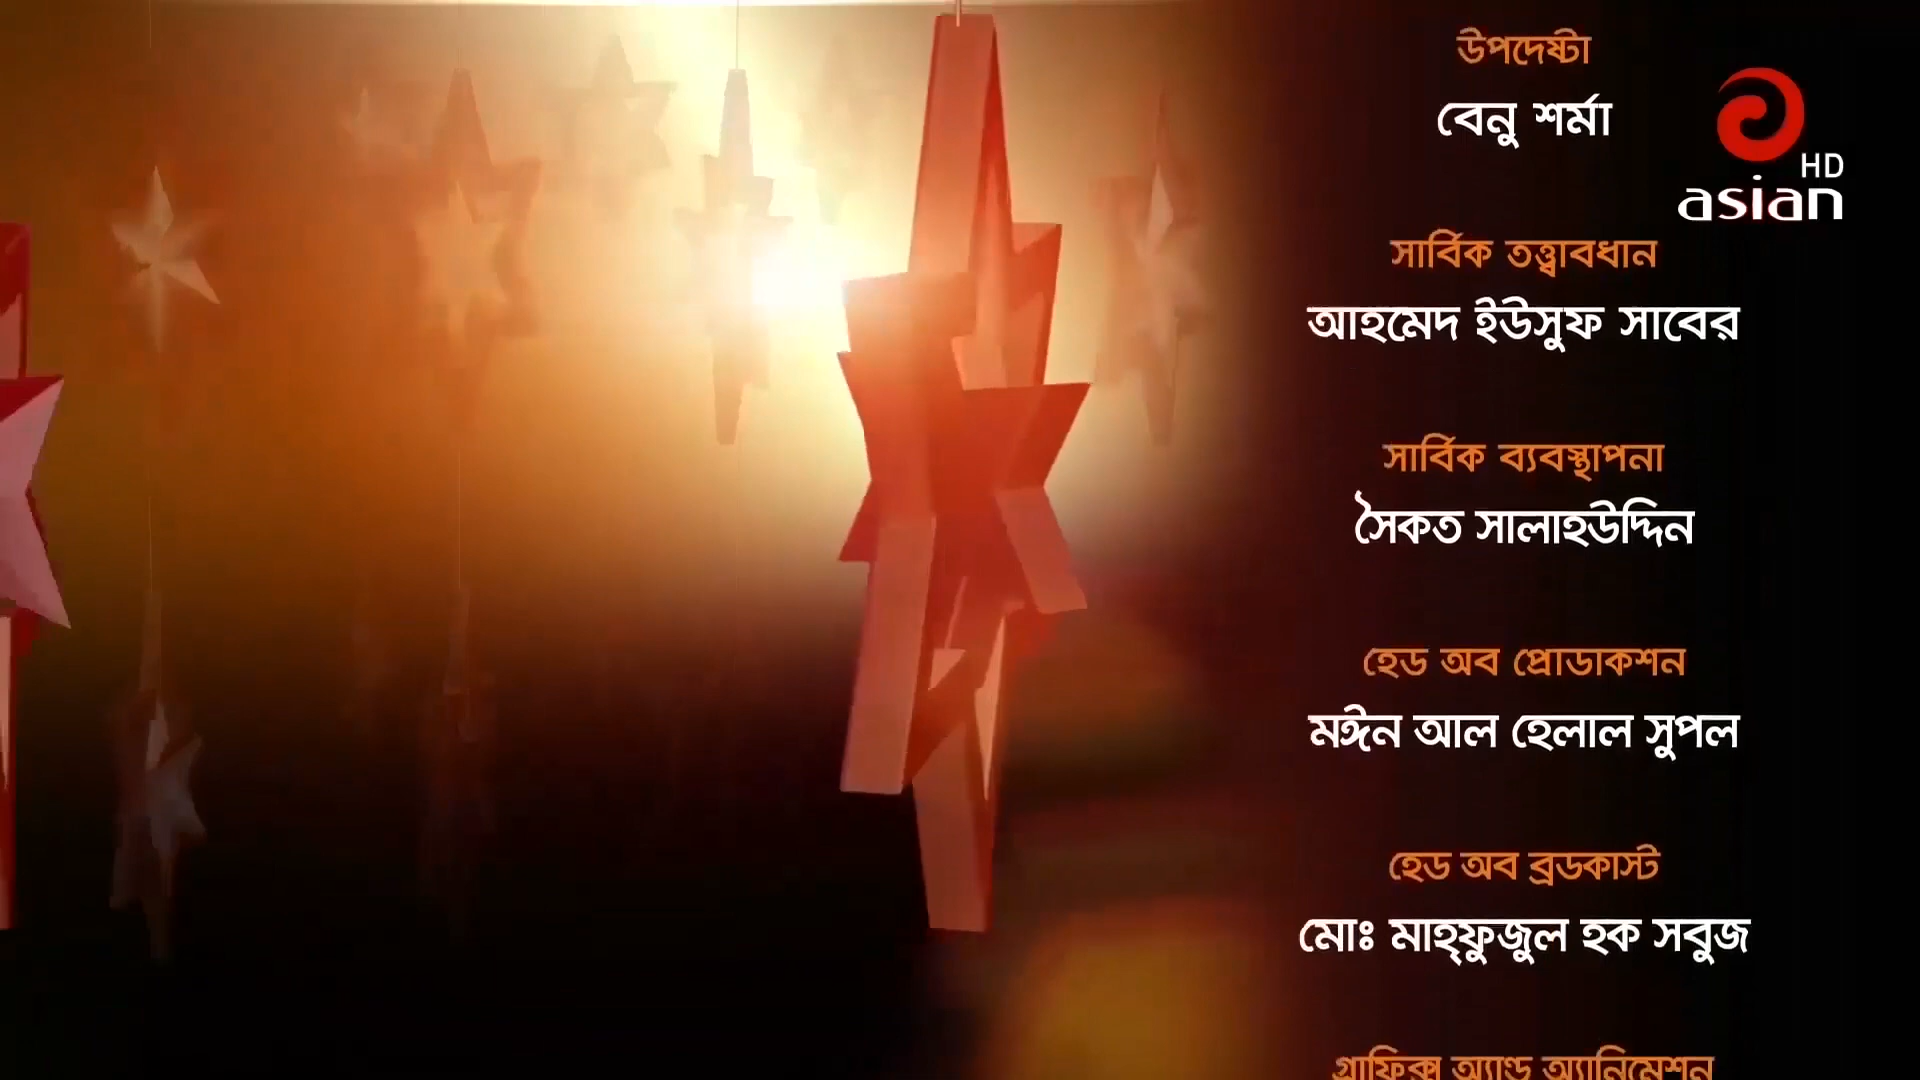 উপদেষ্টা
বেনু শর্মা
HD
asian
সার্বিক তত্ত্বাবধান
আহমেদ ইউসুফ সাবের
সার্বিক ব্যবস্থাপনা
সৈকত সালাহউদ্দিন
হেড অব প্রোডাকশন
মঈন আল হেলাল সুপল
হেড অব ব্রডকাস্ট
মোঃ মাহ্ফুজুল হক সবুজ
গ্রাফিক্স অ্যান্ড অ্যানিমেশন